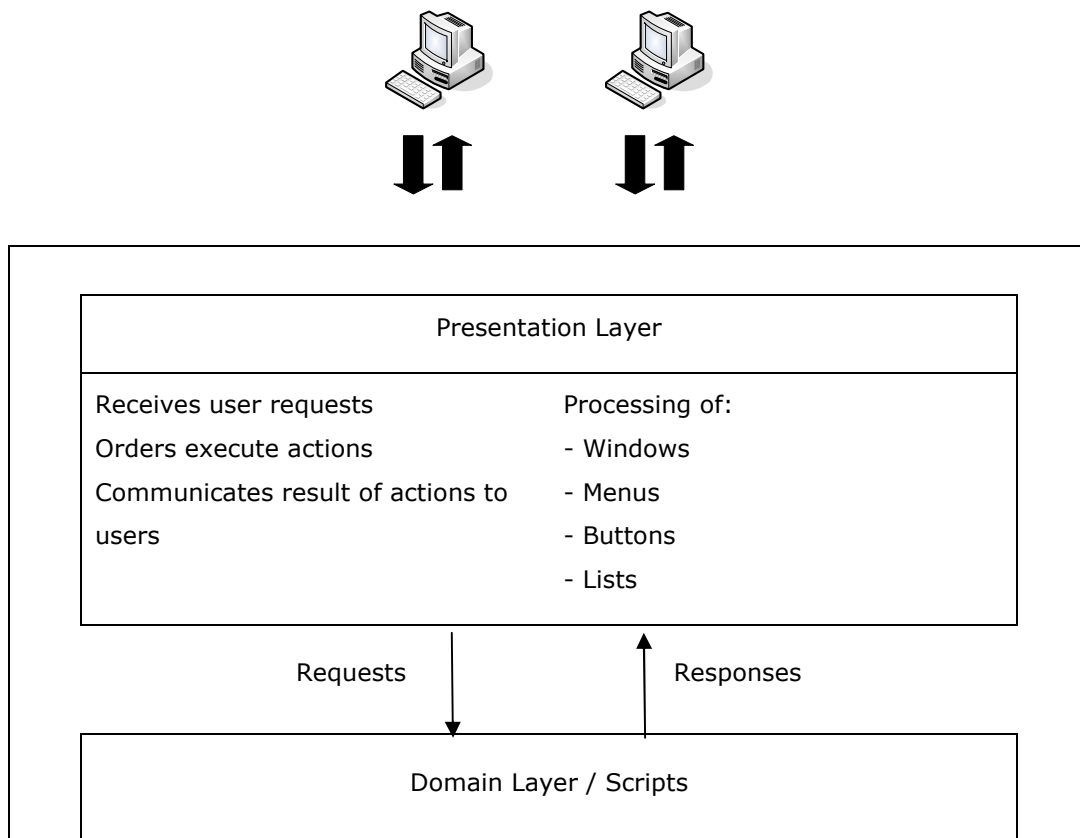 Presentation Layer
Receives user requests
Orders execute actions
Communicates result of actions to
users
Processing of:
- Windows
- Menus
- Buttons
- Lists
Requests
Responses
Domain Layer / Scripts